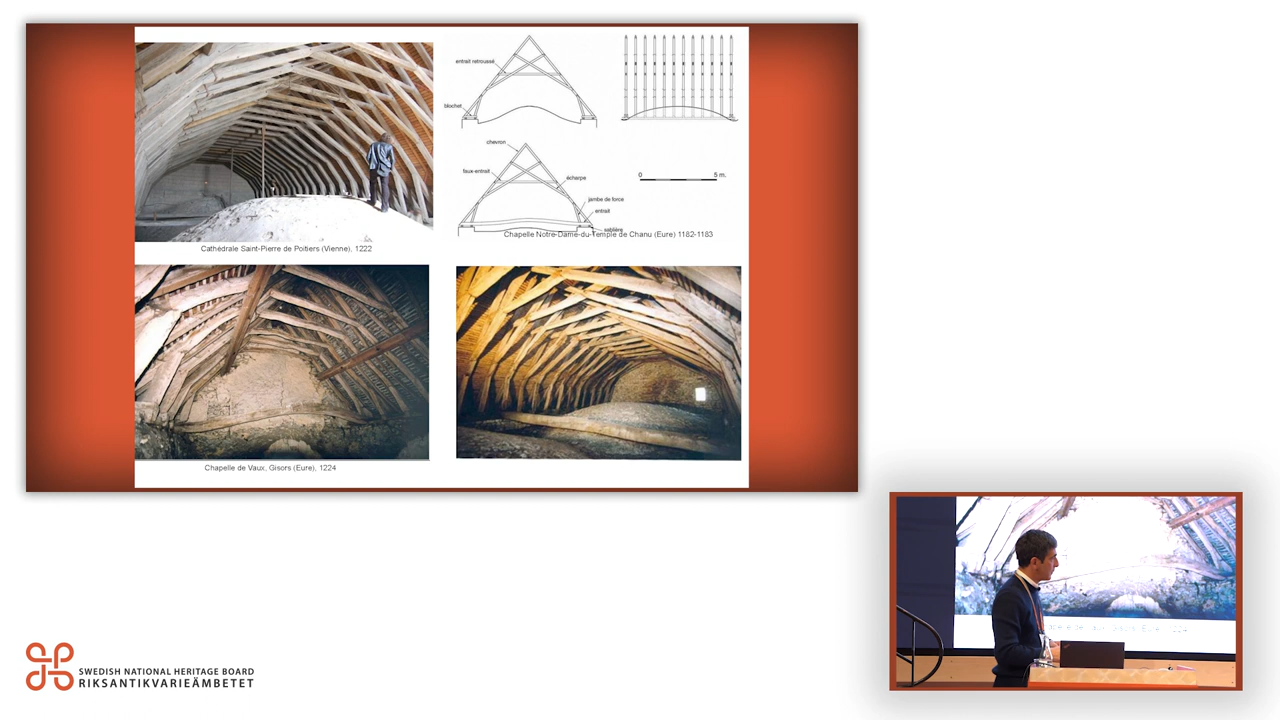 entrait retroussé
blochet
chevron
faux-entrait
écharpe
jambe de force
entrait
sablière
0 5 m.
Cathédrale Saint-Pierre de Poitiers (Vienne), 1222
Chapelle Notre-Dame-du-Temple de Chanu (Eure) 1182-1183
Chapelle de Vaux, Gisors (Eure), 1224
SWEDISH NATIONAL HERITAGE BOARD
RIKSANTIKVARIEÄMBETET